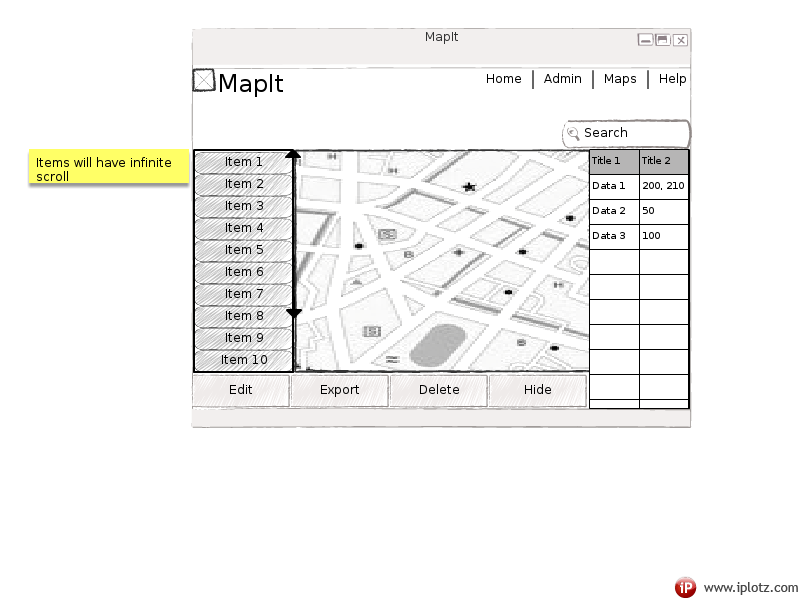 MapIt
MapIt
Home
Admin
Maps
Help
Search
Items will have infinite
scroll
Item 1
Item 2
Item 3
Item 4
Item 5
Item 6
Item 7
Item 8
Item 9
Item 10
Title 1
Title 2
Data 1
200, 210
Data 2
50
Data 3
100
Edit
Export
Delete
Hide
iP
www.iplotz.com